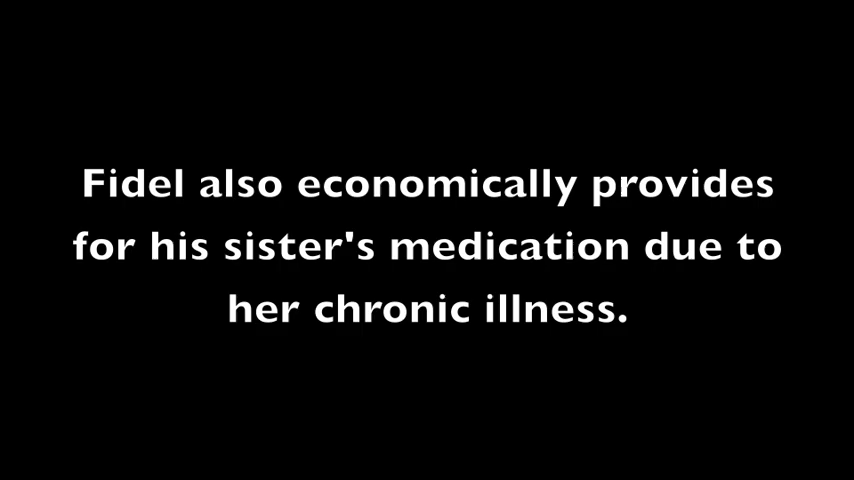 Fidel also economically provides
for his sister's medication due to
her chronic illness.